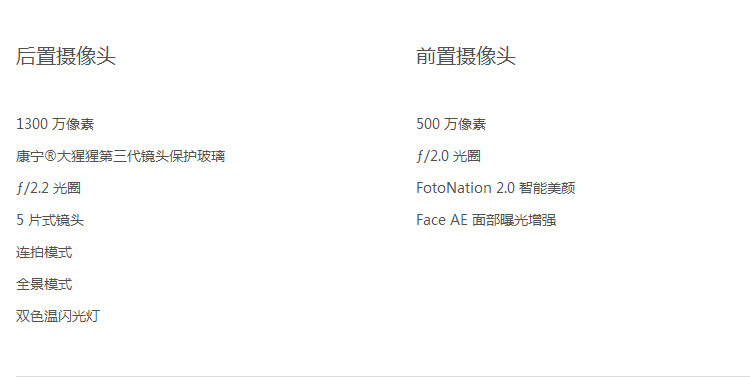 后置摄像头
1300 万像素
康宁®大猩猩第三代镜头保护玻璃
ƒ/2.2 光圈
5 片式镜头
连拍模式
全景模式
双色温闪光灯
前置摄像头
500 万像素
ƒ/2.0 光圈
FotoNation 2.0 智能美颜
Face AE 面部曝光增强